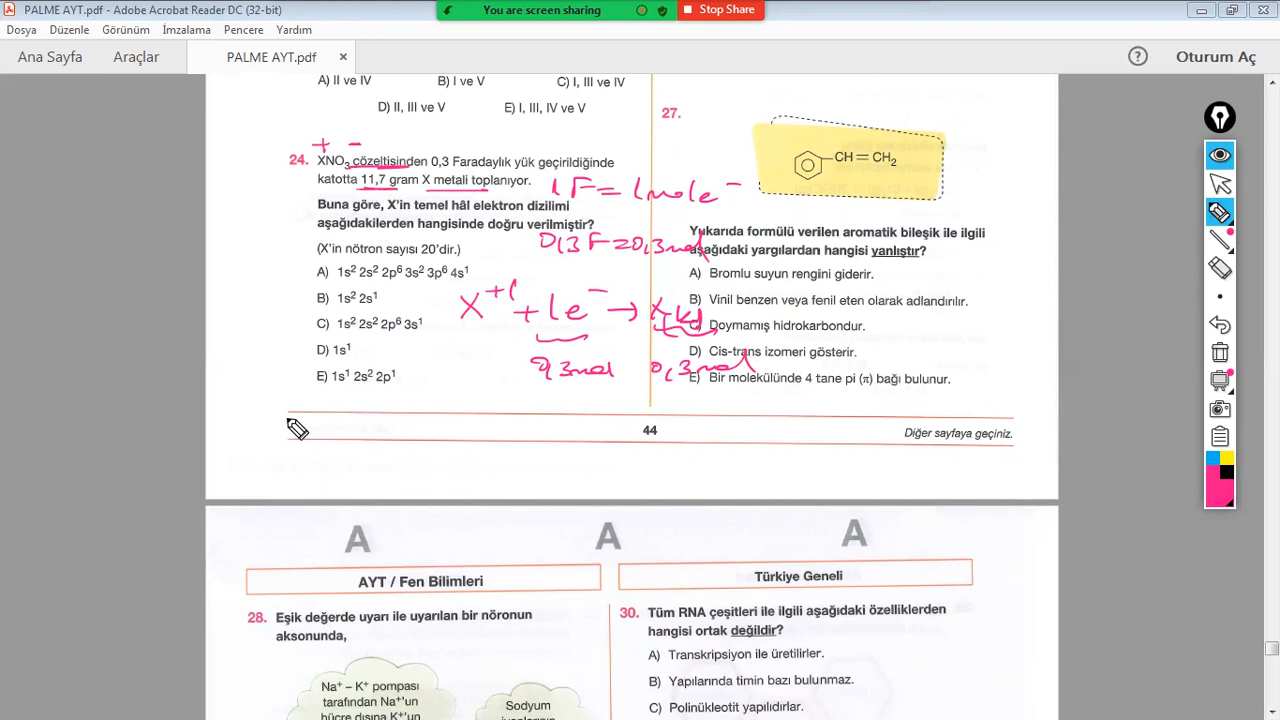 PALME AYT.pdf - Adobe Acrobat Reader DC (32-bit)
You are screen sharing
Stop Share
Dosya Düzenle Görünüm İmzalama Pencere Yardım
Ana Sayfa Araçlar PALME AYT.pdf × ? Oturum Aç
A) II ve IV B) I ve V C) I, III ve IV
D) II, III ve V E) I, III, IV ve V
+ −
24. XNO3 çözeltisinden 0,3 Faradaylık yük geçirildiğinde
katotta 11,7 gram X metali toplanıyor.
1F = 1mol e−
Buna göre, X'in temel hâl elektron dizilimi
aşağıdakilerden hangisinde doğru verilmiştir?
0,3F=0,3mol
(X'in nötron sayısı 20'dir.)
A) 1s² 2s² 2p⁶ 3s² 3p⁶ 4s¹
B) 1s² 2s¹
X+1 + 1e− → X(k)
C) 1s² 2s² 2p⁶ 3s¹
D) 1s¹
0,3mol 0,3mol
E) 1s¹ 2s² 2p¹
27.
CH=CH2
Yukarıda formülü verilen aromatik bileşik ile ilgili
aşağıdaki yargılardan hangisi yanlıştır?
A) Bromlu suyun rengini giderir.
B) Vinil benzen veya fenil eten olarak adlandırılır.
C) Doymamış hidrokarbondur.
D) Cis-trans izomeri gösterir.
E) Bir molekülünde 4 tane pi (π) bağı bulunur.
44
Diğer sayfaya geçiniz.
A A A
AYT / Fen Bilimleri
Türkiye Geneli
28. Eşik değerde uyarı ile uyarılan bir nöronun
aksonunda,
Na+ – K+ pompası
tarafından Na+'un
hücre dışına K+'un
Sodyum
30. Tüm RNA çeşitleri ile ilgili aşağıdaki özelliklerden
hangisi ortak değildir?
A) Transkripsiyon ile üretilirler.
B) Yapılarında timin bazı bulunmaz.
C) Polinükleotit yapılıdırlar.